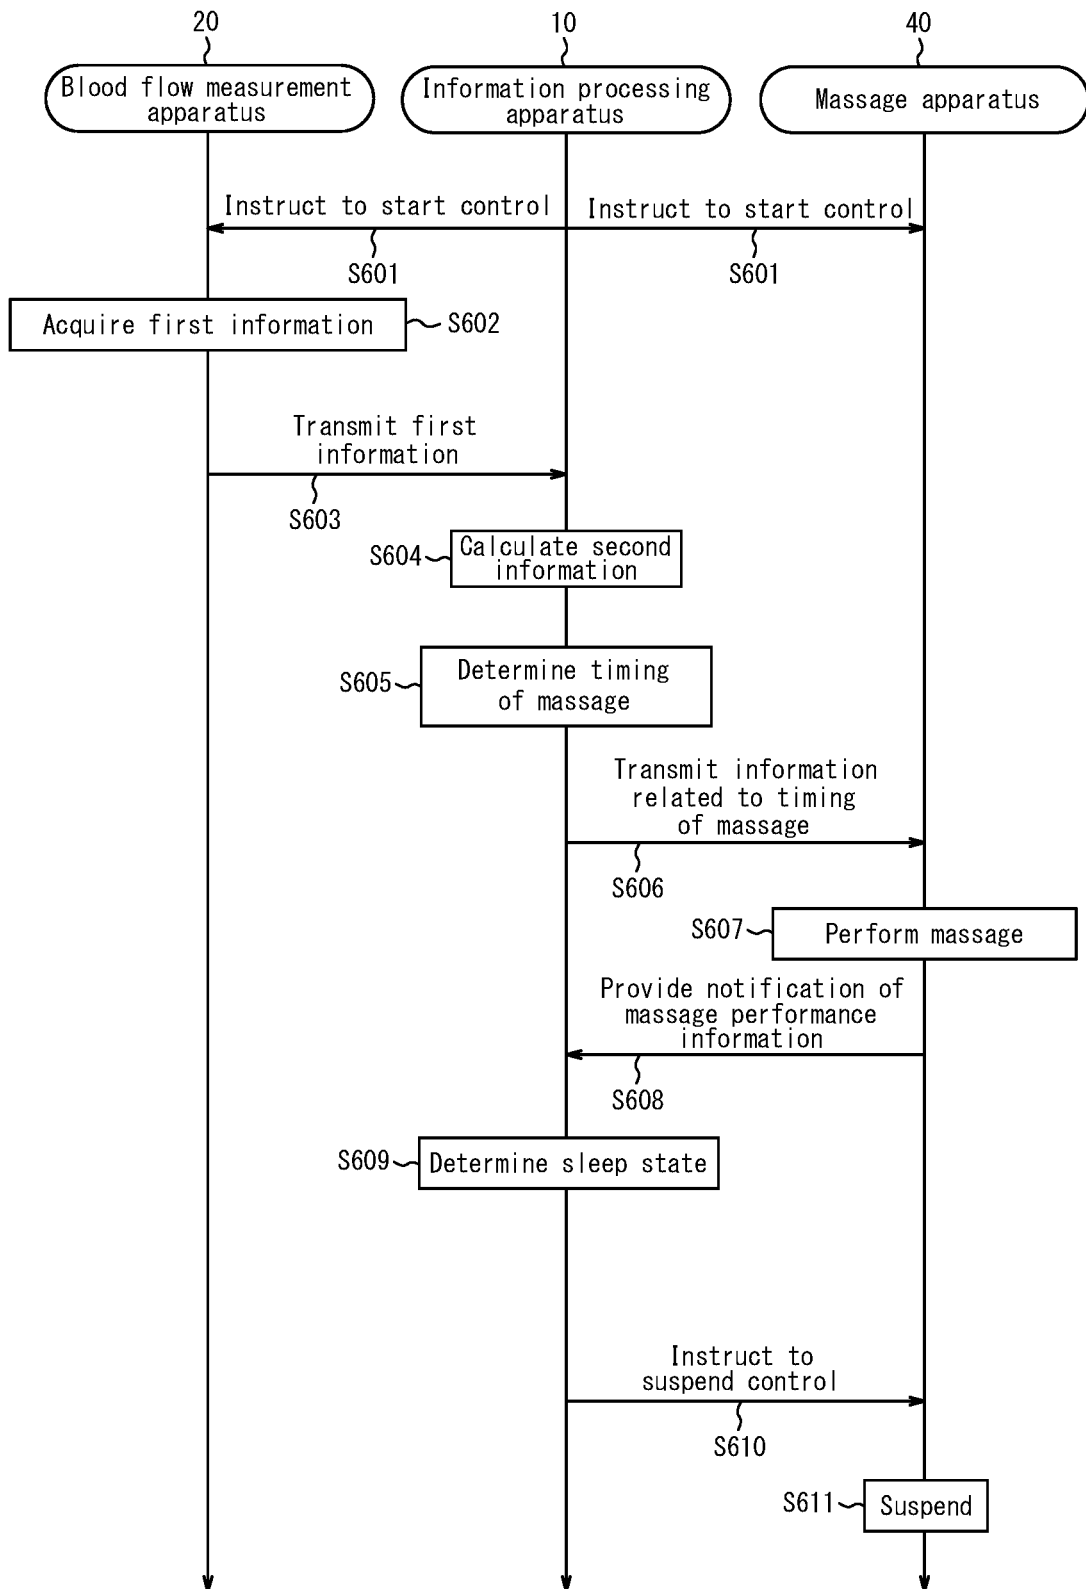 20
10
40
Blood flow measurement
apparatus
Information processing
apparatus
Massage apparatus
Instruct to start control
Instruct to start control
S601
S601
Acquire first information
S602
Transmit first
information
S603
S604
Calculate second
information
S605
Determine timing
of massage
Transmit information
related to timing
of massage
S606
S607
Perform massage
Provide notification of
massage performance
information
S608
S609
Determine sleep state
Instruct to
suspend control
S610
S611
Suspend